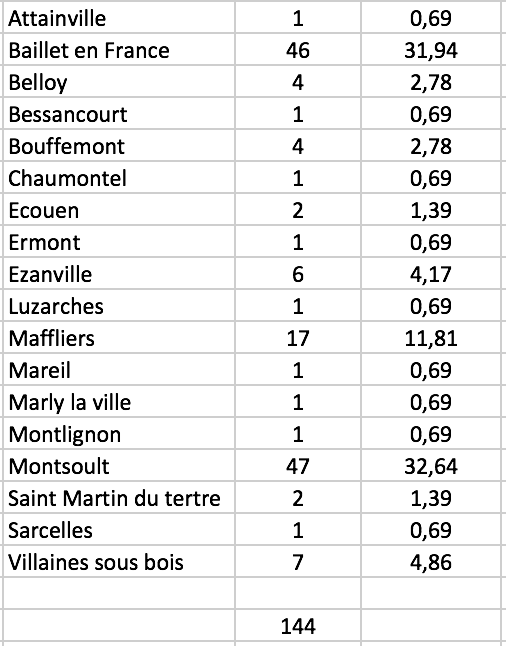 Attainville 1 0,69
Baillet en France 46 31,94
Belloy 4 2,78
Bessancourt 1 0,69
Bouffemont 4 2,78
Chaumontel 1 0,69
Ecouen 2 1,39
Ermont 1 0,69
Ezanville 6 4,17
Luzarches 1 0,69
Maffliers 17 11,81
Mareil 1 0,69
Marly la ville 1 0,69
Montlignon 1 0,69
Montsoult 47 32,64
Saint Martin du tertre 2 1,39
Sarcelles 1 0,69
Villaines sous bois 7 4,86
144